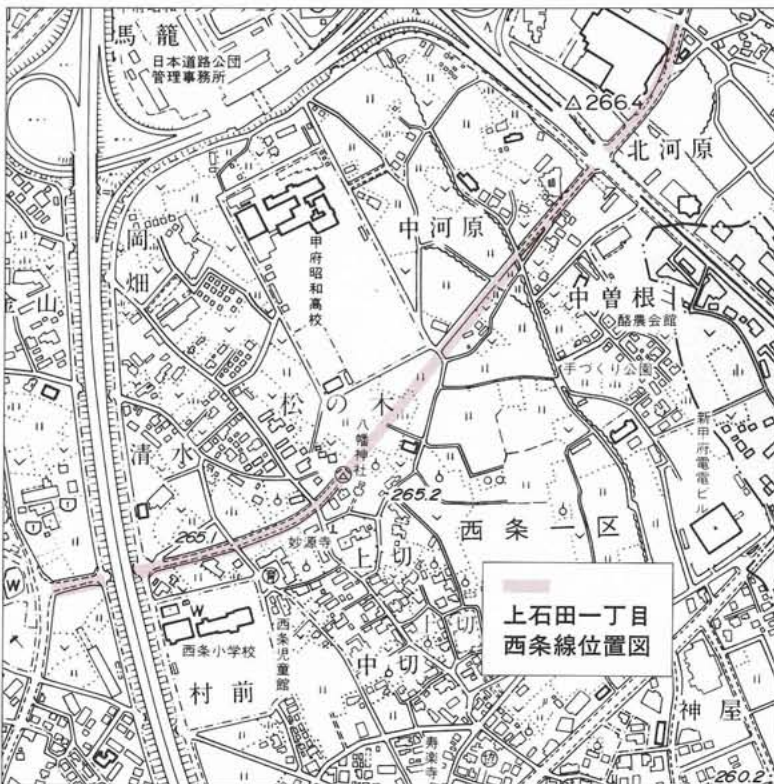 馬籠
日本道路公団
管理事務所
△266.4
北河原
中河原
甲府昭和高校
岡畑
金山
中曽根
酪農会館
手づくり公園
松の木
八幡神社
清水
新甲府電電ビル
265.2
265.1
西条一区
妙源寺
上切
W
W
西条小学校
西条児童館
中切
村前
寿楽寺
神屋
260.2
上石田一丁目
西条線位置図